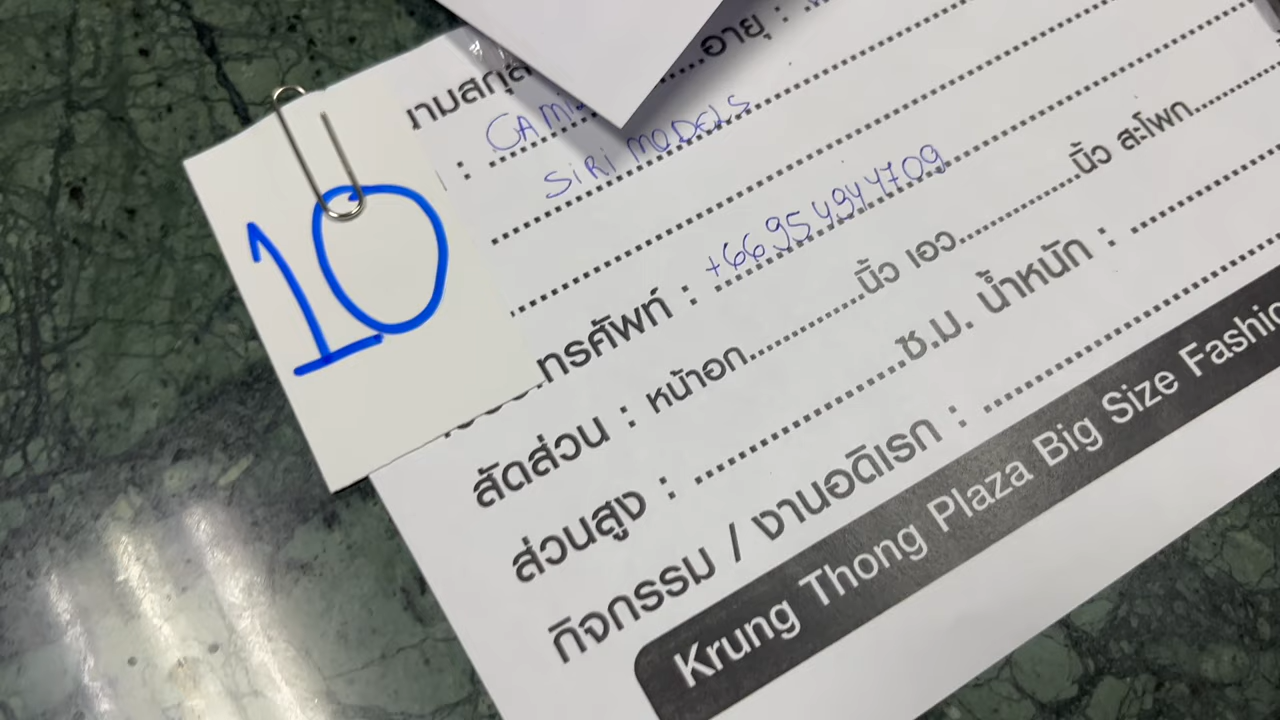 10
นามสกุล อายุ :
: CAMI
SIRI MODELS
โทรศัพท์ : +66954944709
สัดส่วน : หน้าอก นิ้ว เอว นิ้ว สะโพก
ส่วนสูง : ซ.ม. น้ำหนัก :
กิจกรรม / งานอดิเรก :
Krung Thong Plaza Big Size Fashio